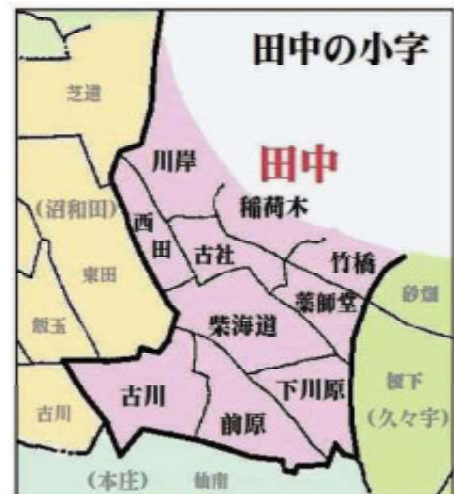 田中の小字
芝道
田中
川岸
稲荷木
(沼和田)
西田
古社
竹橋
東田
薬師堂
砂畑
飯玉
柴海道
榎下
古川
下川原
古川
前原
(久々宇)
(本庄)
仙南